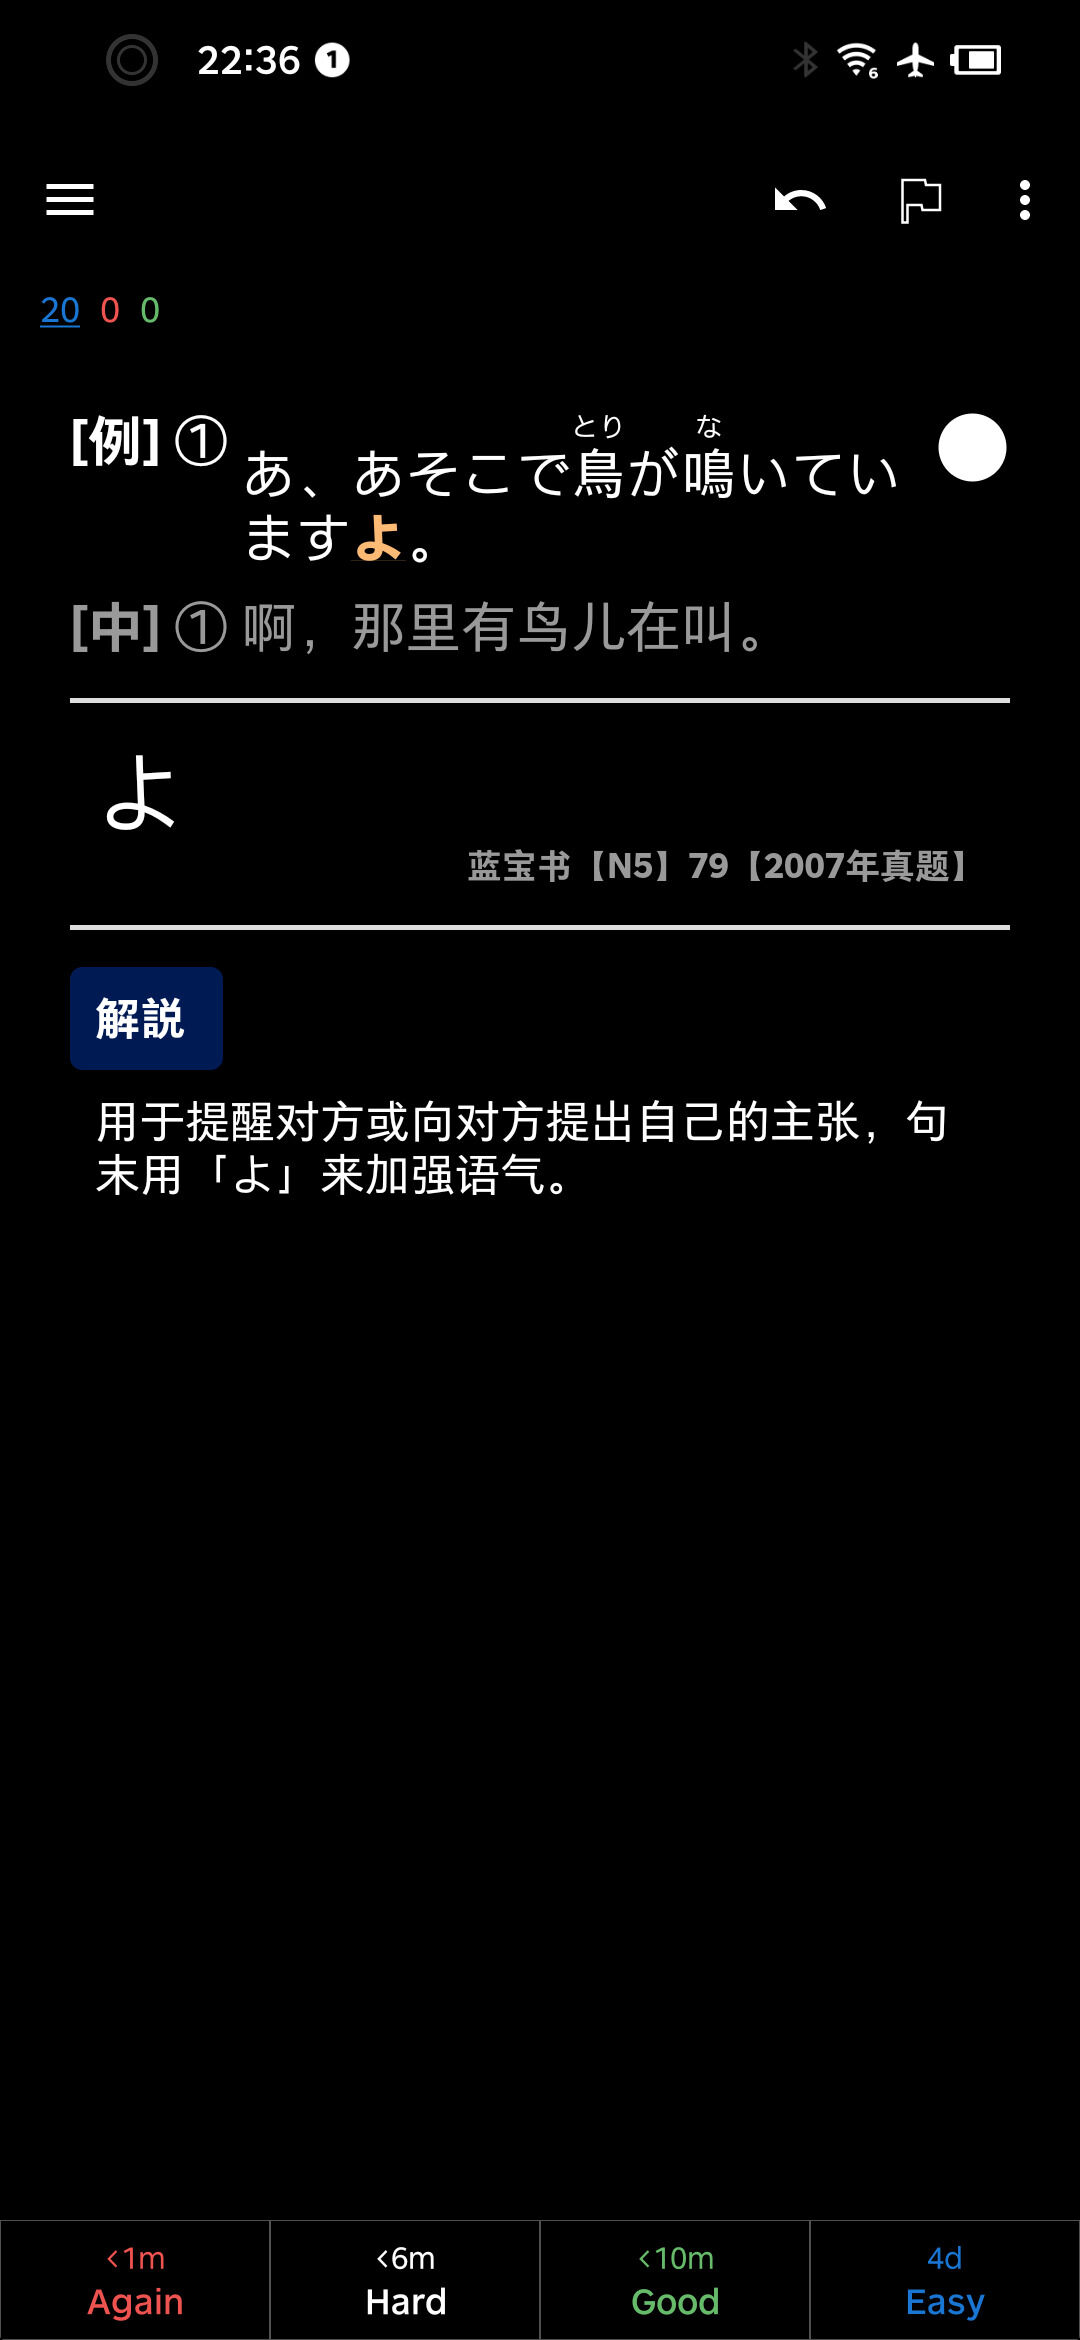 22:36 1
6
20 0 0
とり な
[例] ① あ、あそこで鳥が鳴いてい
ますよ。
[中] ① 啊，那里有鸟儿在叫。
よ
蓝宝书【N5】79【2007年真题】
解説
用于提醒对方或向对方提出自己的主张，句
末用「よ」来加强语气。
<1m <6m <10m 4d
Again Hard Good Easy